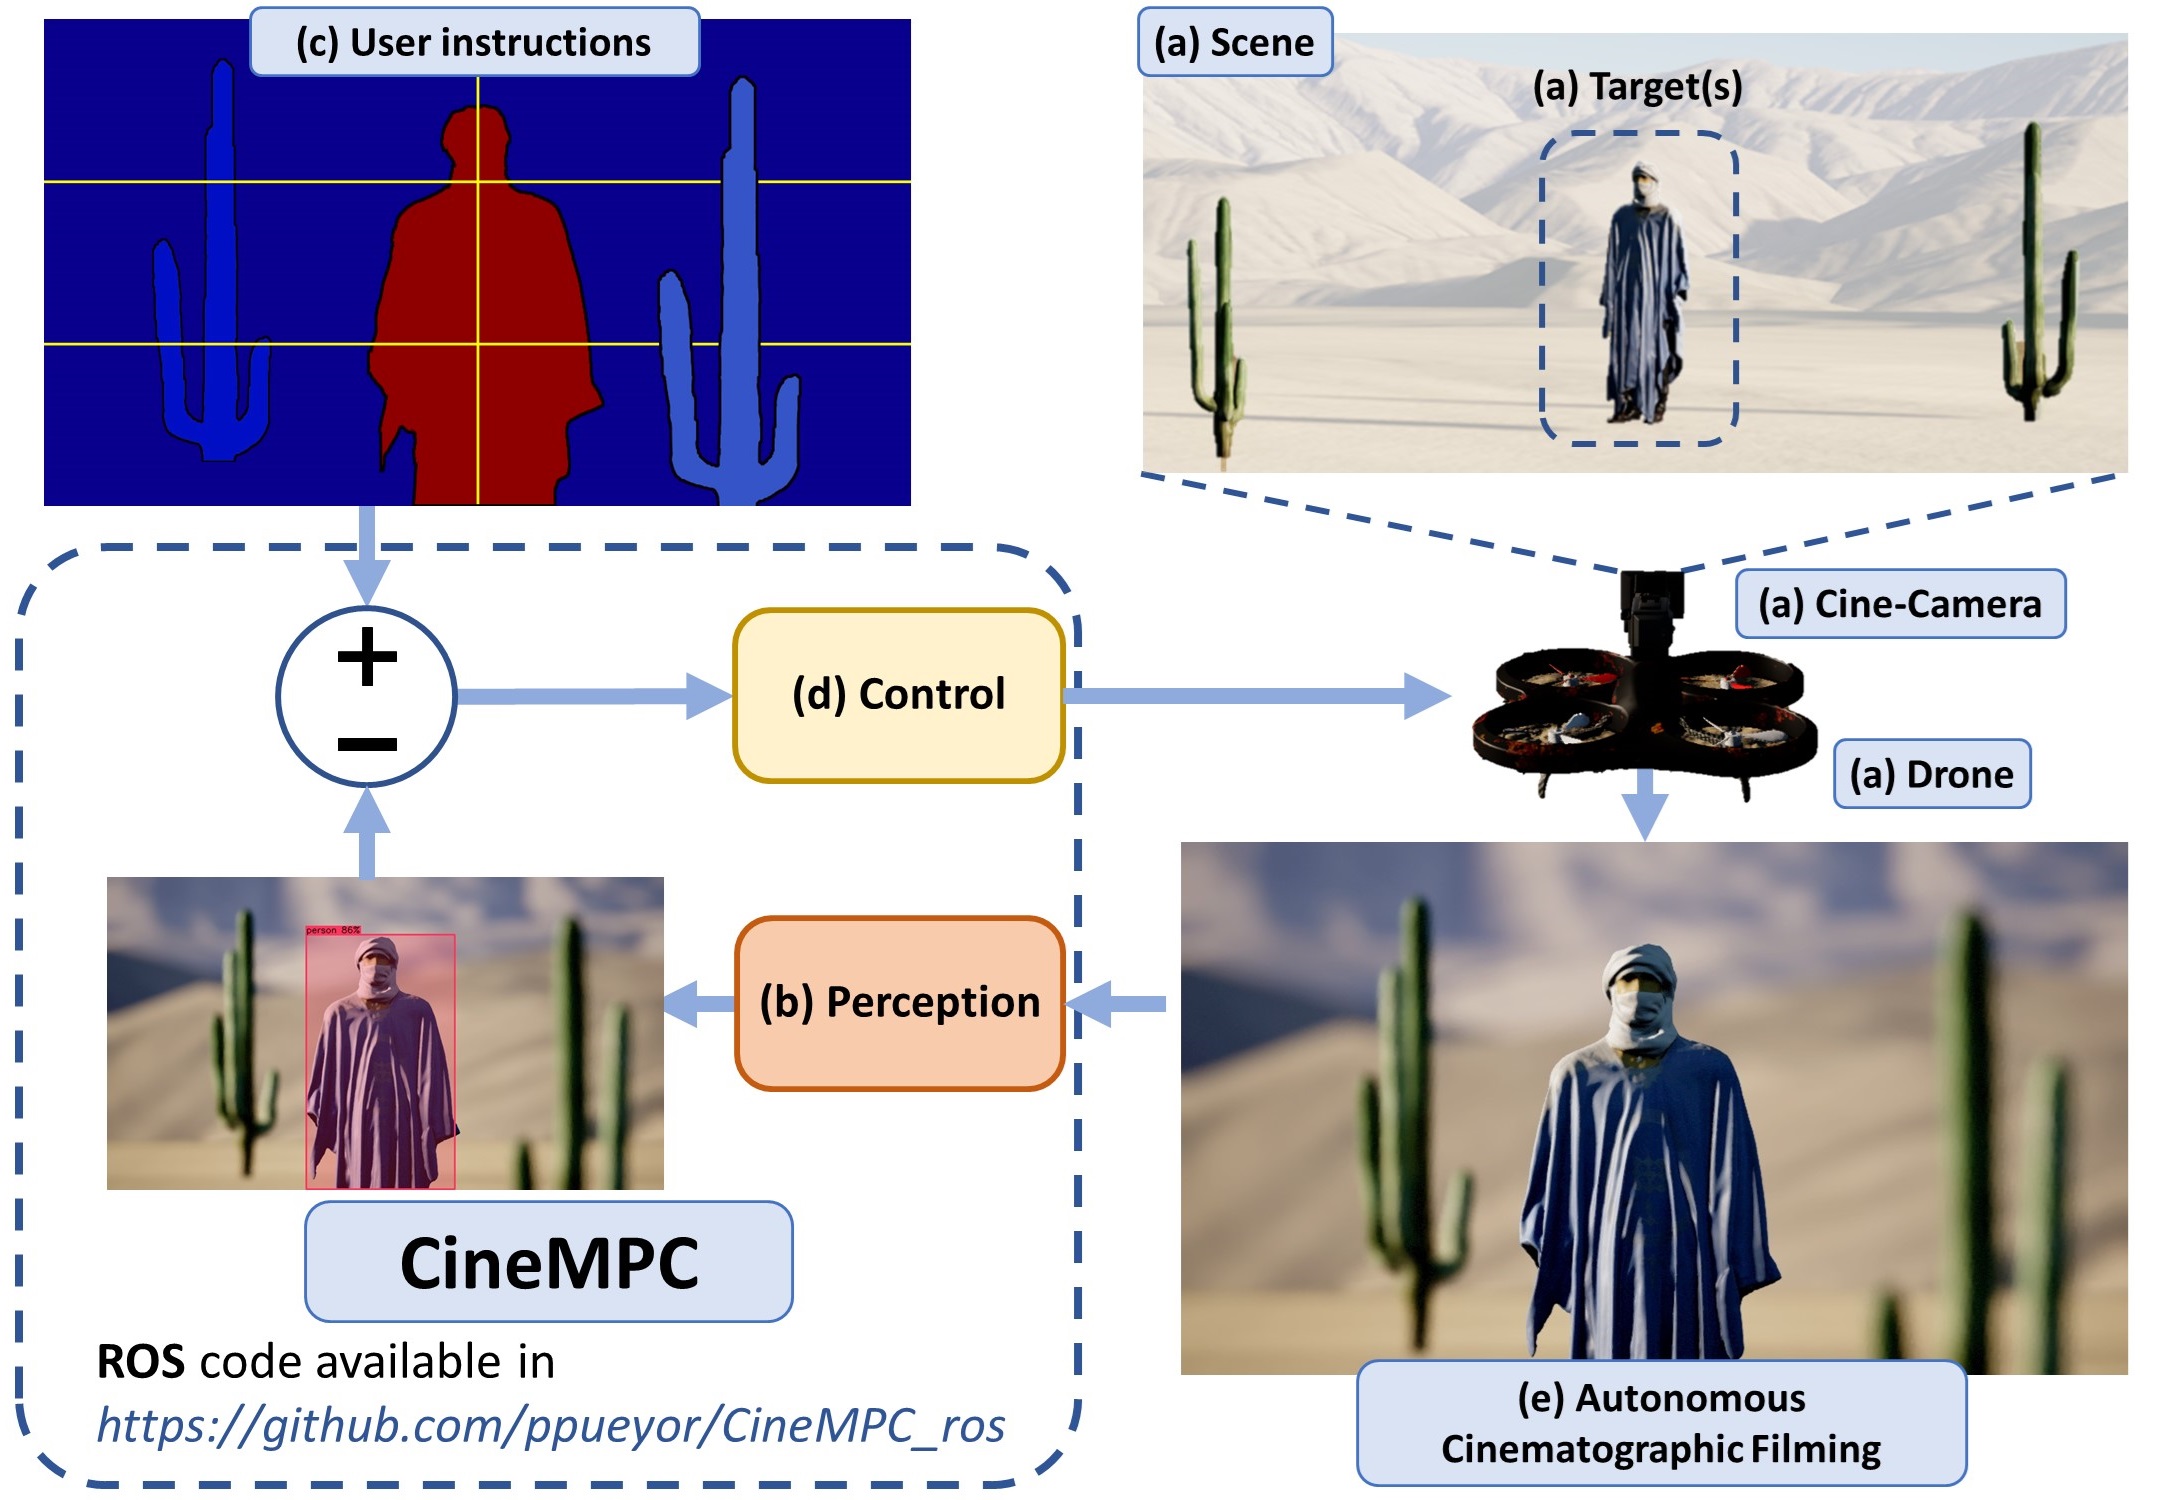 (c) User instructions
(a) Scene
(a) Target(s)
(a) Cine-Camera
+
(d) Control
−
(a) Drone
person 86%
(b) Perception
CineMPC
ROS code available in
https://github.com/ppueyor/CineMPC_ros
(e) Autonomous
Cinematographic Filming